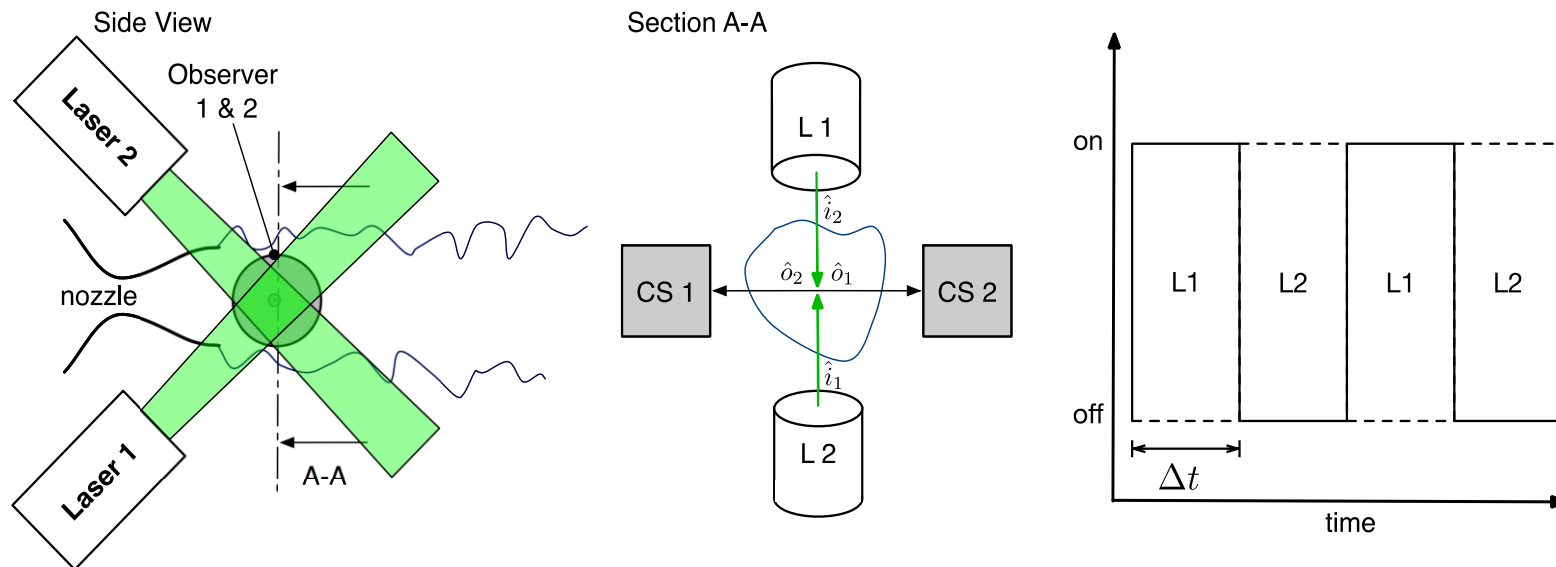 Side View
Laser 2
Observer
1 & 2
nozzle
Laser 1
A-A
Section A-A
L 1
î₂
CS 1
ô₂
ô₁
CS 2
î₁
L 2
on
L1
L2
L1
L2
off
Δt
time